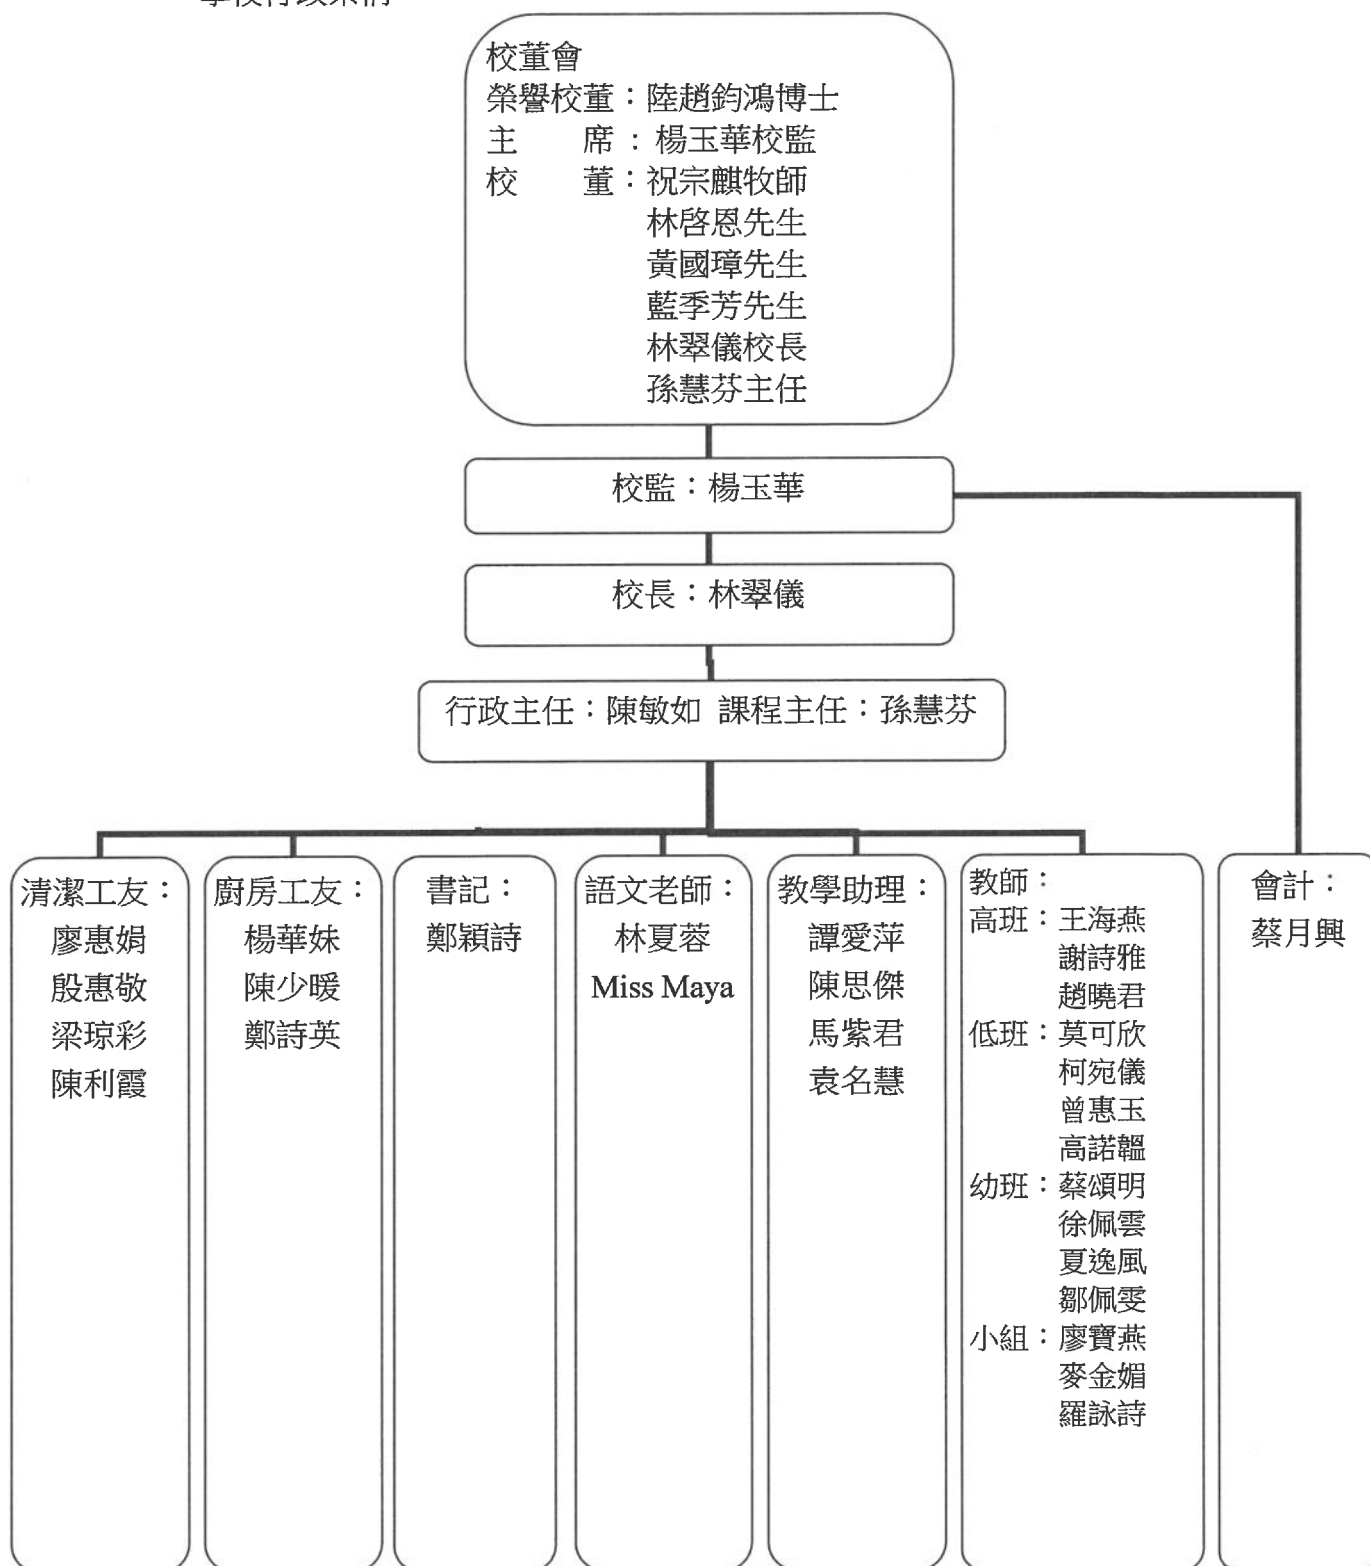 校董會
榮譽校董：陸趙鈞鴻博士
主　　席：楊玉華校監
校　　董：祝宗麒牧師
林啓恩先生
黃國璋先生
藍季芳先生
林翠儀校長
孫慧芬主任
校監：楊玉華
校長：林翠儀
行政主任：陳敏如 課程主任：孫慧芬
清潔工友：
廖惠娟
殷惠敬
梁琼彩
陳利霞
廚房工友：
楊華妹
陳少暖
鄭詩英
書記：
鄭穎詩
語文老師：
林夏蓉
Miss Maya
教學助理：
譚愛萍
陳思傑
馬紫君
袁名慧
教師：
高班：王海燕
謝詩雅
趙曉君
低班：莫可欣
柯宛儀
曾惠玉
高諾韞
幼班：蔡頌明
徐佩雲
夏逸風
鄒佩雯
小組：廖寶燕
麥金媚
羅詠詩
會計：
蔡月興